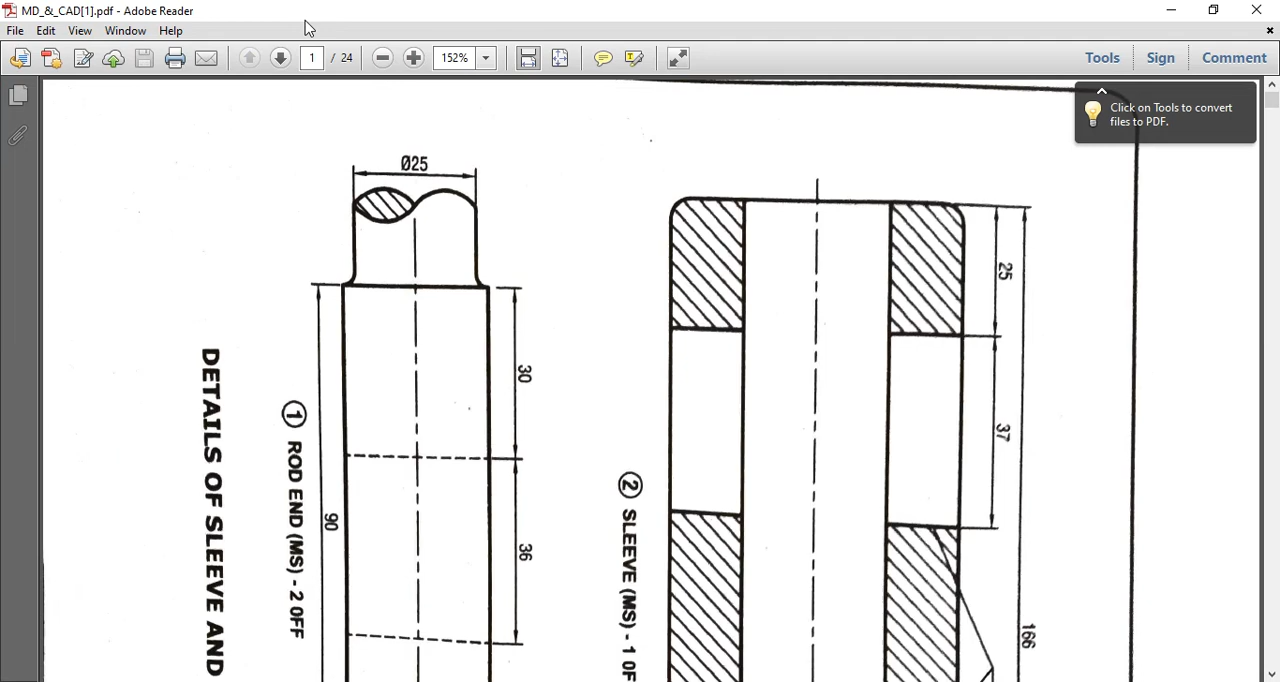 MD_&_CAD[1].pdf - Adobe Reader
File Edit View Window Help
1 / 24 152% Tools Sign Comment
Click on Tools to convert
files to PDF.
Ø25
25
30
37
36
90
166
① ROD END (MS) - 2 OFF
② SLEEVE (MS) - 1 OF
DETAILS OF SLEEVE AND